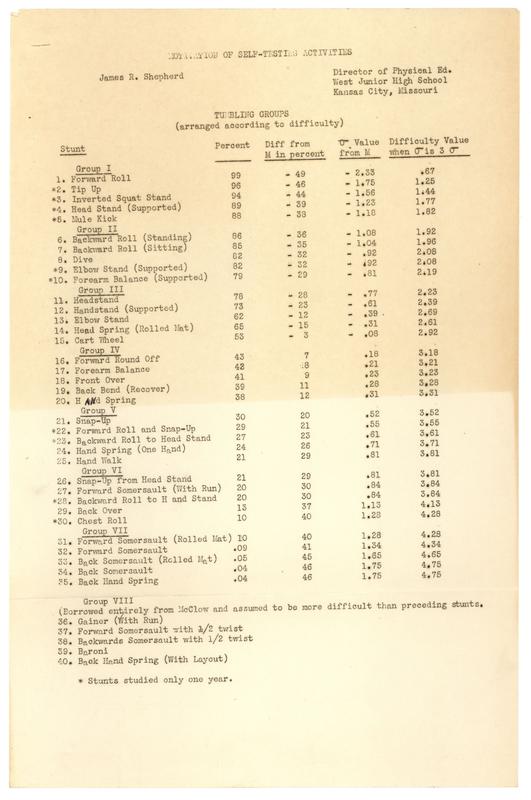 NOTATION OF SELF-TESTING ACTIVITIES
James R. Shepherd Director of Physical Ed.
West Junior High School
Kansas City, Missouri
TUMBLING GROUPS
(arranged according to difficulty)
Stunt Percent Diff from M in percent σ Value from M Difficulty Value when σ is 3 σ
Group I
1. Forward Roll 99 - 49 - 2.33 .67
*2. Tip Up 96 - 46 - 1.75 1.25
*3. Inverted Squat Stand 94 - 44 - 1.56 1.44
*4. Head Stand (Supported) 89 - 39 - 1.23 1.77
*5. Mule Kick 88 - 38 - 1.18 1.82
Group II
6. Backward Roll (Standing) 86 - 36 - 1.08 1.92
7. Backward Roll (Sitting) 85 - 35 - 1.04 1.96
8. Dive 82 - 32 - .92 2.08
*9. Elbow Stand (Supported) 82 - 32 - .92 2.08
*10. Forearm Balance (Supported) 79 - 29 - .81 2.19
Group III
11. Headstand 78 - 28 - .77 2.23
12. Handstand (Supported) 73 - 23 - .61 2.39
13. Elbow Stand 62 - 12 - .39 2.69
14. Head Spring (Rolled Mat) 65 - 15 - .31 2.61
15. Cart Wheel 53 - 3 - .08 2.92
Group IV
16. Forward Round Off 43 7 .18 3.18
17. Forearm Balance 42 8 .21 3.21
18. Front Over 41 9 .23 3.23
19. Back Bend (Recover) 39 11 .28 3.28
20. H And Spring 38 12 .31 3.31
Group V
21. Snap-Up 30 20 .52 3.52
*22. Forward Roll and Snap-Up 29 21 .55 3.55
*23. Backward Roll to Head Stand 27 23 .61 3.61
24. Hand Spring (One Hand) 24 26 .71 3.71
25. Hand Walk 21 29 .81 3.81
Group VI
26. Snap-Up from Head Stand 21 29 .81 3.81
27. Forward Somersault (With Run) 20 30 .84 3.84
*28. Backward Roll to H and Stand 20 30 .84 3.84
29. Back Over 13 37 1.13 4.13
*30. Chest Roll 10 40 1.28 4.28
Group VII
31. Forward Somersault (Rolled Mat) 10 40 1.28 4.28
32. Forward Somersault .09 41 1.34 4.34
33. Back Somersault (Rolled Mat) .05 45 1.65 4.65
34. Back Somersault .04 46 1.75 4.75
35. Back Hand Spring .04 46 1.75 4.75
Group VIII
(Borrowed entirely from McClow and assumed to be more difficult than preceding stunts.
36. Gainer (With Run)
37. Forward Somersault with 1/2 twist
38. Backwards Somersault with 1/2 twist
39. Baroni
40. Back Hand Spring (With Layout)
* Stunts studied only one year.